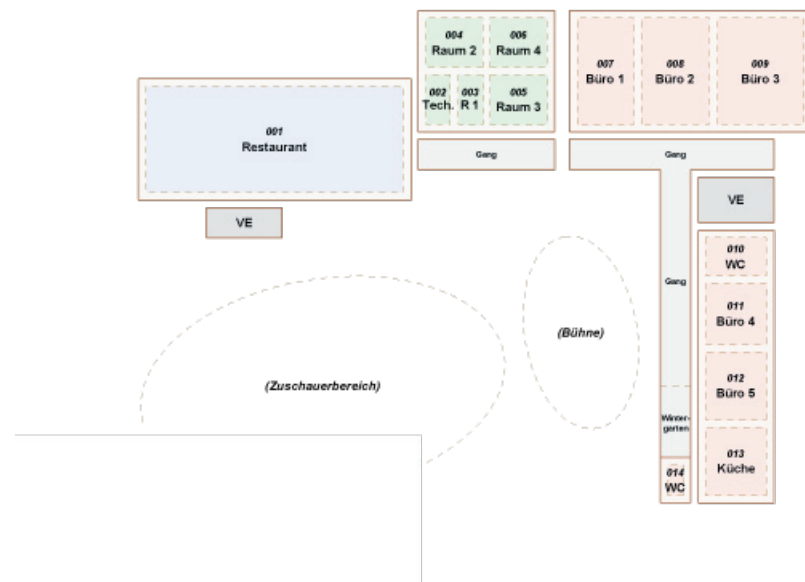 004
Raum 2
006
Raum 4
002
Tech.
003
R 1
005
Raum 3
007
Büro 1
008
Büro 2
009
Büro 3
001
Restaurant
Gang
Gang
VE
VE
010
WC
Gang
011
Büro 4
(Bühne)
(Zuschauerbereich)
012
Büro 5
Winter-
gerten
013
Küche
014
WC